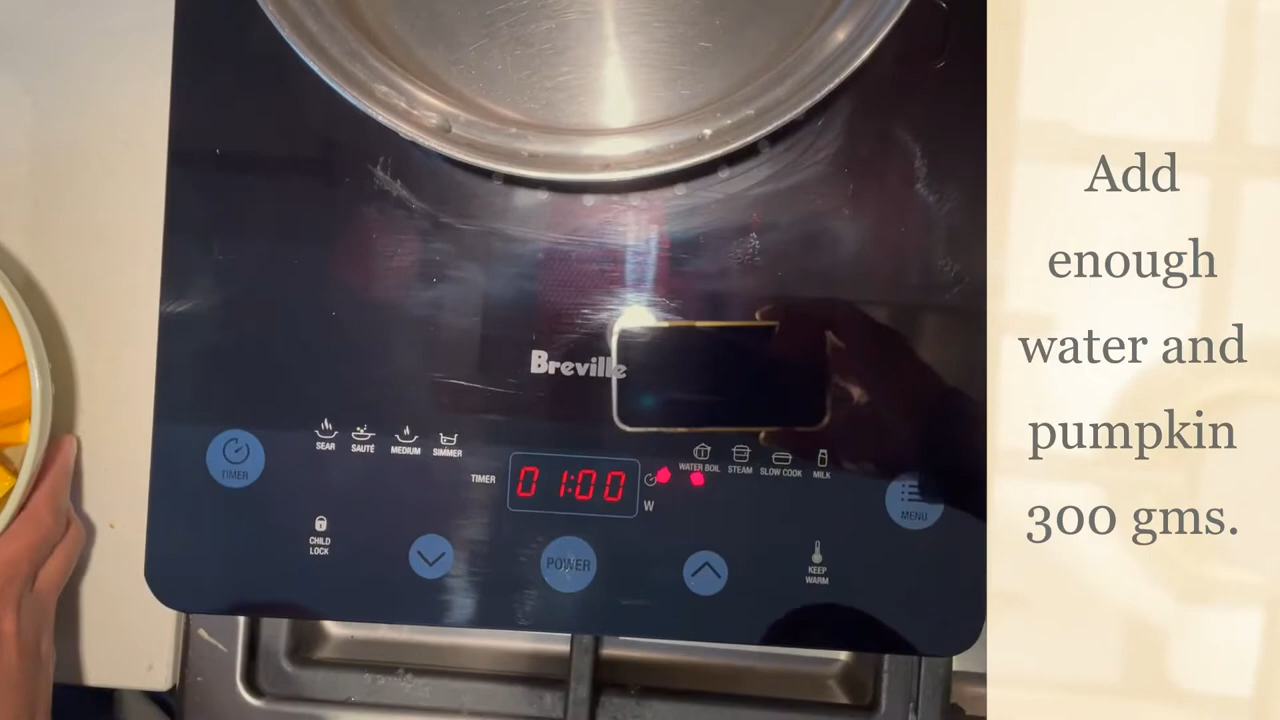 Breville
SEAR SAUTÉ MEDIUM SIMMER
WATER BOIL STEAM SLOW COOK MILK
TIMER
TIMER
01:00
W
MENU
CHILD LOCK
POWER
KEEP WARM
Add
enough
water and
pumpkin
300 gms.